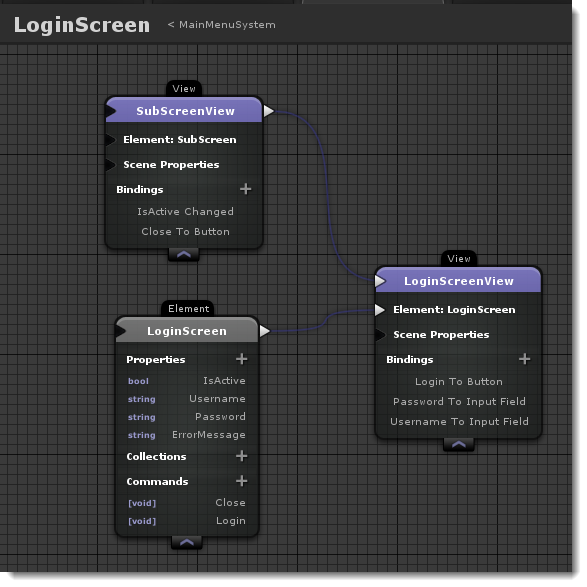 LoginScreen < MainMenuSystem
View
SubScreenView
Element: SubScreen
Scene Properties
Bindings +
IsActive Changed
Close To Button
Element
LoginScreen
Properties +
bool IsActive
string Username
string Password
string ErrorMessage
Collections +
Commands +
[void] Close
[void] Login
View
LoginScreenView
Element: LoginScreen
Scene Properties
Bindings +
Login To Button
Password To Input Field
Username To Input Field